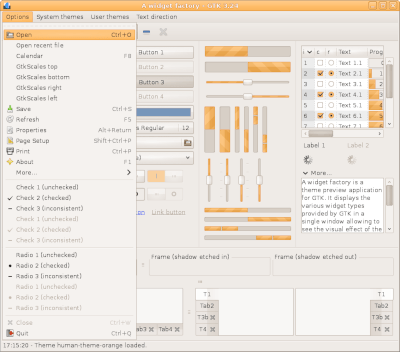 A widget factory - GTK 3.2.3
Options System themes User themes Text direction
Open Ctrl+O
Open recent file
Calendar F8
GtkScales top
GtkScales bottom
GtkScales right
GtkScales left
Save Ctrl+S
Refresh F5
Properties Alt+Return
Page Setup Shift+Ctrl+P
Print Ctrl+P
About F1
More...
Check 1 (unchecked)
Check 2 (checked)
Check 3 (inconsistent)
Check 1 (unchecked)
Check 2 (checked)
Check 3 (inconsistent)
Radio 1 (unchecked)
Radio 2 (checked)
Radio 3 (inconsistent)
Radio 1 (unchecked)
Radio 2 (checked)
Radio 3 (inconsistent)
Close
Quit Ctrl+Q
Button 1
Button 2
Button 3
s Regular 12
Link button
i c r Text Prog
1 Text 1.1 1
2 Text 2.1 1
3 Text 3.1 2
4 Text 4.1 5
5 Text 5.1 5
6 Text 6.1 5
7 Text 7.1
Label 1 Label 2
More...
A widget factory is a
theme preview application
for GTK. It displays the
various widget types
provided by GTK in a
single window allowing to
see the visual effect of the
Frame (shadow etched in) Frame (shadow etched out)
T1
Tab2
T3b
T4
T1
Tab2
T3b
T4
ab3 Tab4
17:15:20 - Theme human-theme-orange loaded.